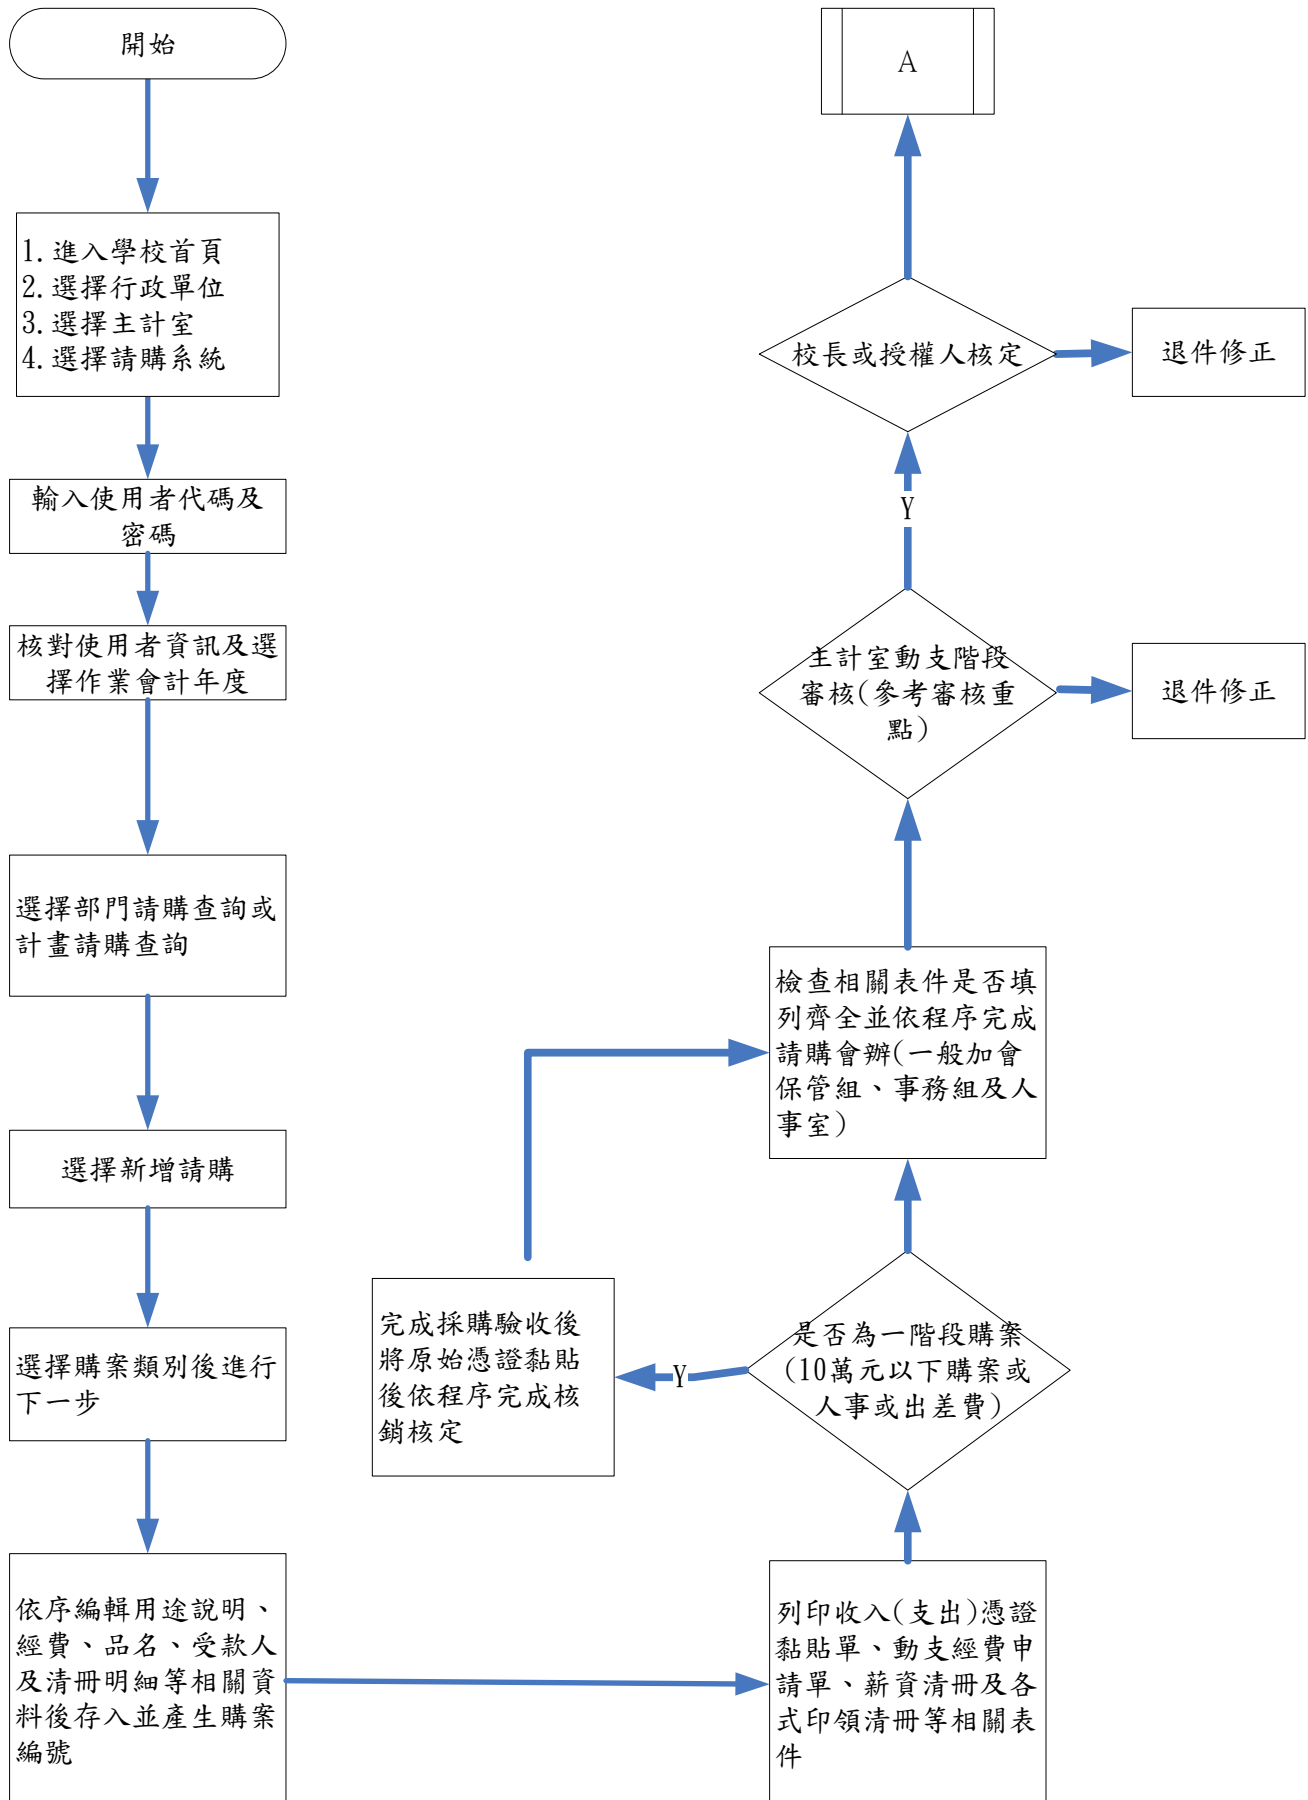 開始
1.進入學校首頁
2.選擇行政單位
3.選擇主計室
4.選擇請購系統
輸入使用者代碼及
密碼
核對使用者資訊及選
擇作業會計年度
選擇部門請購查詢或
計畫請購查詢
選擇新增請購
選擇購案類別後進行
下一步
依序編輯用途說明、
經費、品名、受款人
及清冊明細等相關資
料後存入並產生購案
編號
列印收入(支出)憑證
黏貼單、動支經費申
請單、薪資清冊及各
式印領清冊等相關表
件
是否為一階段購案
(10萬元以下購案或
人事或出差費)
Y
完成採購驗收後
將原始憑證黏貼
後依程序完成核
銷核定
檢查相關表件是否填
列齊全並依程序完成
請購會辦(一般加會
保管組、事務組及人
事室)
主計室動支階段
審核(參考審核重
點)
退件修正
Y
校長或授權人核定
退件修正
A